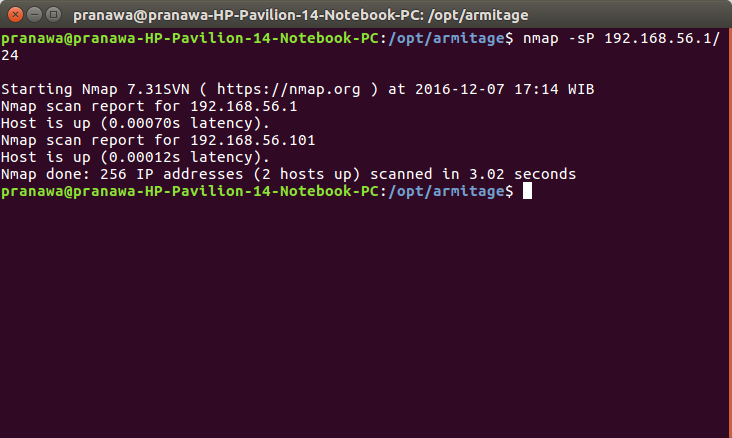 pranawa@pranawa-HP-Pavilion-14-Notebook-PC: /opt/armitage
pranawa@pranawa-HP-Pavilion-14-Notebook-PC:/opt/armitage$ nmap -sP 192.168.56.1/
24
Starting Nmap 7.31SVN ( https://nmap.org ) at 2016-12-07 17:14 WIB
Nmap scan report for 192.168.56.1
Host is up (0.00070s latency).
Nmap scan report for 192.168.56.101
Host is up (0.00012s latency).
Nmap done: 256 IP addresses (2 hosts up) scanned in 3.02 seconds
pranawa@pranawa-HP-Pavilion-14-Notebook-PC:/opt/armitage$